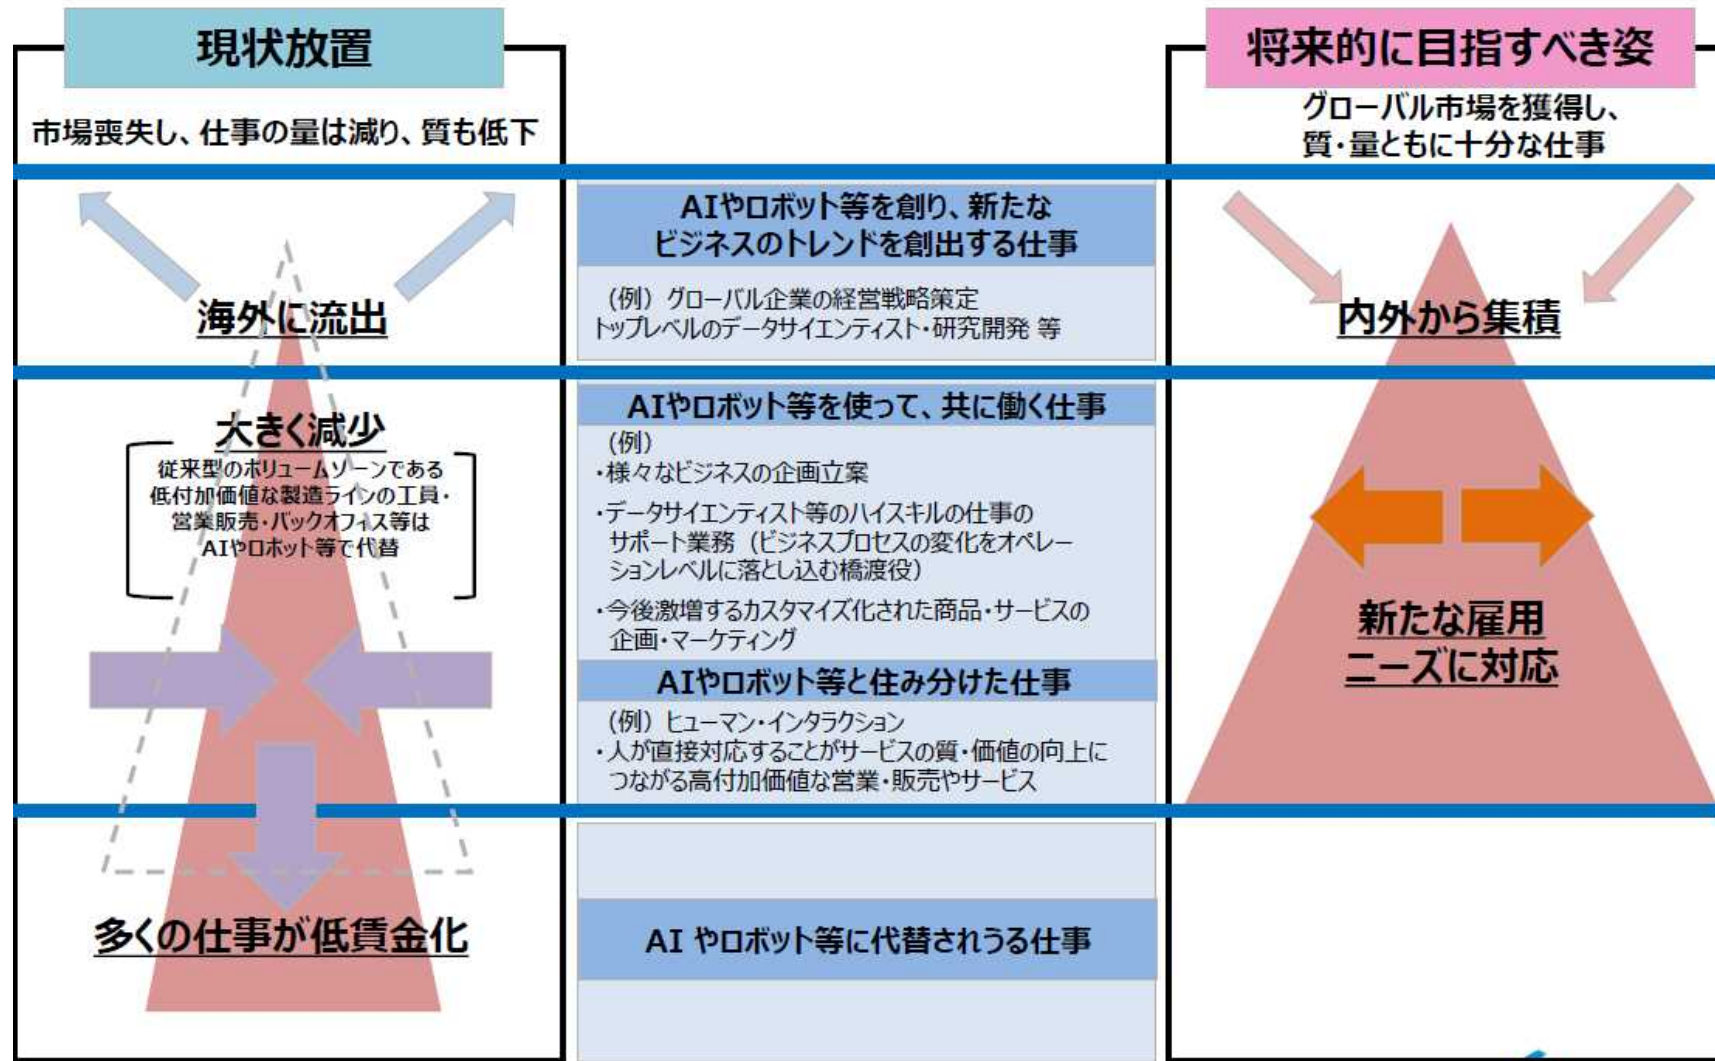 現状放置
市場喪失し、仕事の量は減り、質も低下
海外に流出
大きく減少
従来型のボリュームゾーンである
低付加価値な製造ラインの工員・
営業販売・バックオフィス等は
AIやロボット等で代替
多くの仕事が低賃金化
AIやロボット等を創り、新たな
ビジネスのトレンドを創出する仕事
（例）グローバル企業の経営戦略策定
トップレベルのデータサイエンティスト・研究開発 等
AIやロボット等を使って、共に働く仕事
（例）
・様々なビジネスの企画立案
・データサイエンティスト等のハイスキルの仕事の
サポート業務（ビジネスプロセスの変化をオペレー
ションレベルに落とし込む橋渡役）
・今後激増するカスタマイズ化された商品・サービスの
企画・マーケティング
AIやロボット等と住み分けた仕事
（例）ヒューマン・インタラクション
・人が直接対応することがサービスの質・価値の向上に
つながる高付加価値な営業・販売やサービス
AI やロボット等に代替されうる仕事
将来的に目指すべき姿
グローバル市場を獲得し、
質・量ともに十分な仕事
内外から集積
新たな雇用
ニーズに対応